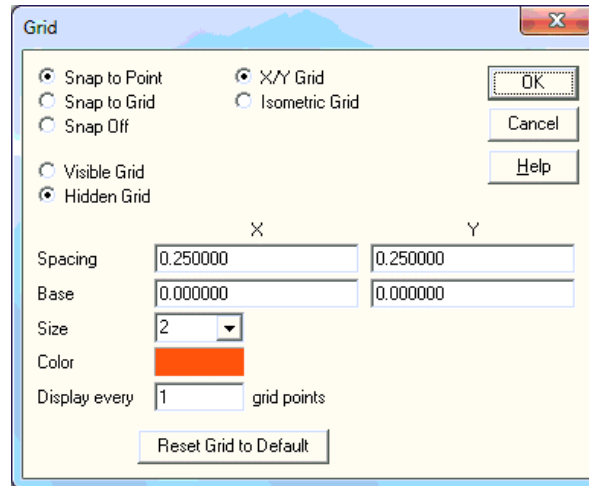 Grid
Snap to Point X/Y Grid OK
Snap to Grid Isometric Grid
Snap Off Cancel
Visible Grid Help
Hidden Grid
X Y
Spacing 0.250000 0.250000
Base 0.000000 0.000000
Size 2
Color
Display every 1 grid points
Reset Grid to Default